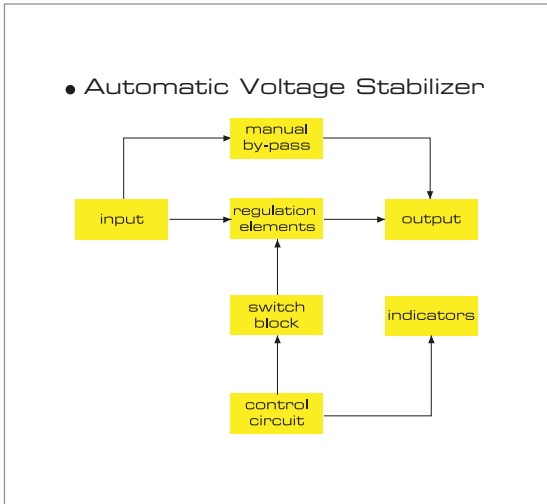 • Automatic Voltage Stabilizer
manual
by-pass
input
regulation
elements
output
switch
block
indicators
control
circuit